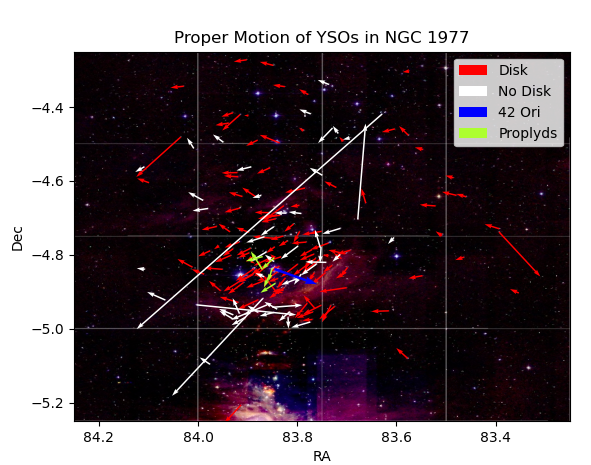 Proper Motion of YSOs in NGC 1977
Disk
No Disk
42 Ori
Proplyds
−4.4
−4.6
−4.8
−5.0
−5.2
Dec
84.2 84.0 83.8 83.6 83.4
RA